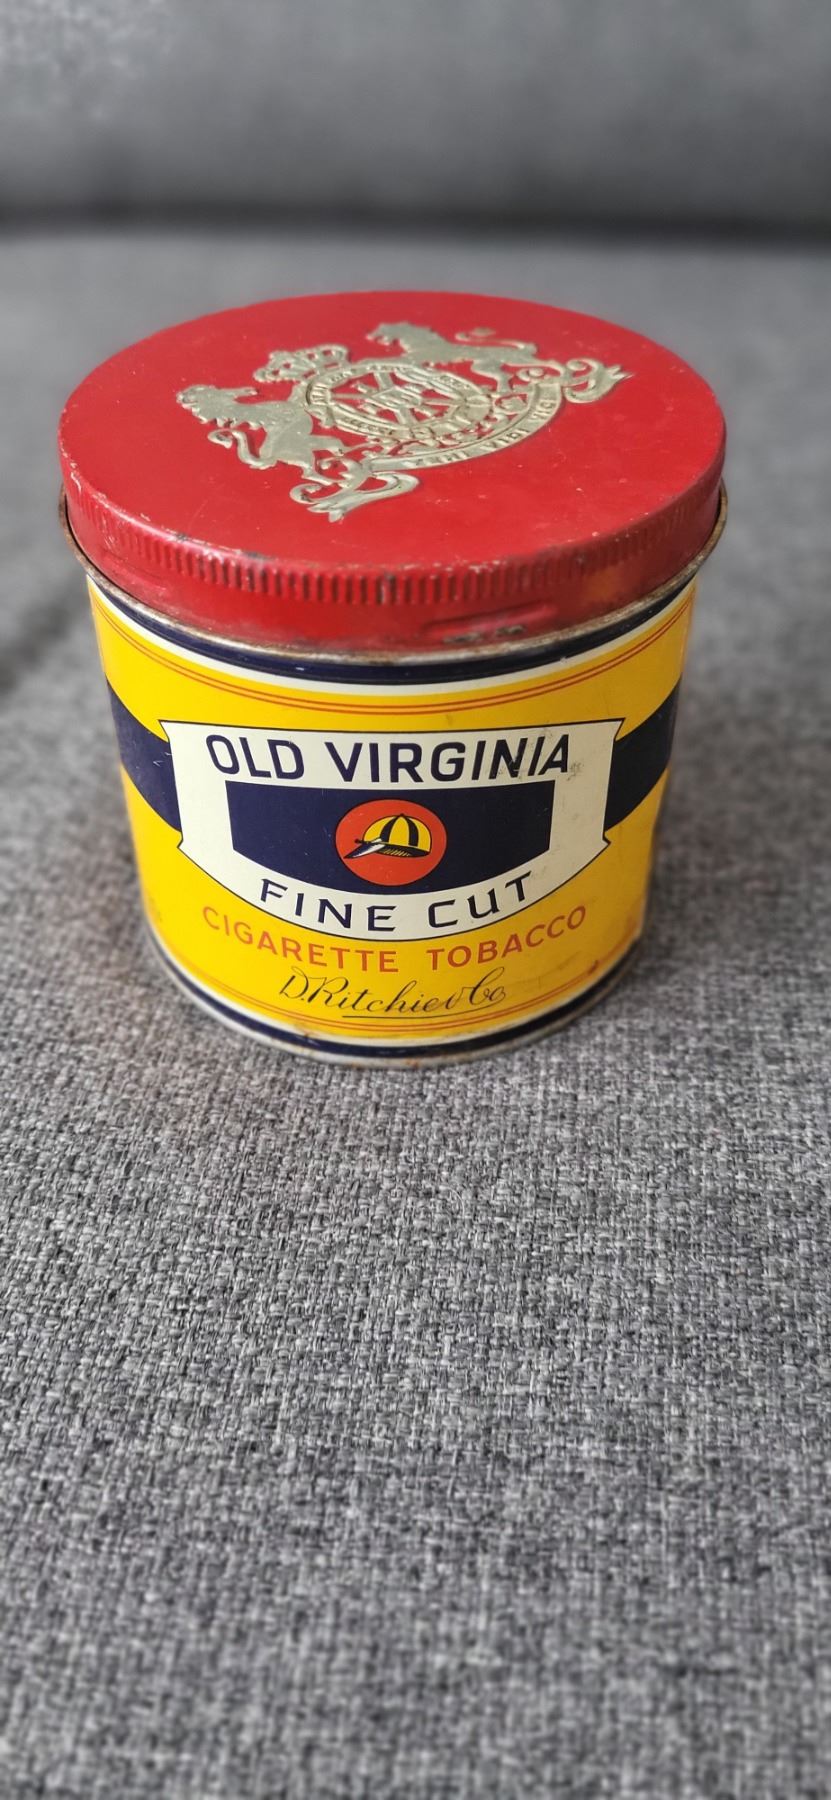 OLD VIRGINIA
FINE CUT
CIGARETTE TOBACCO
D. Ritchie & Co